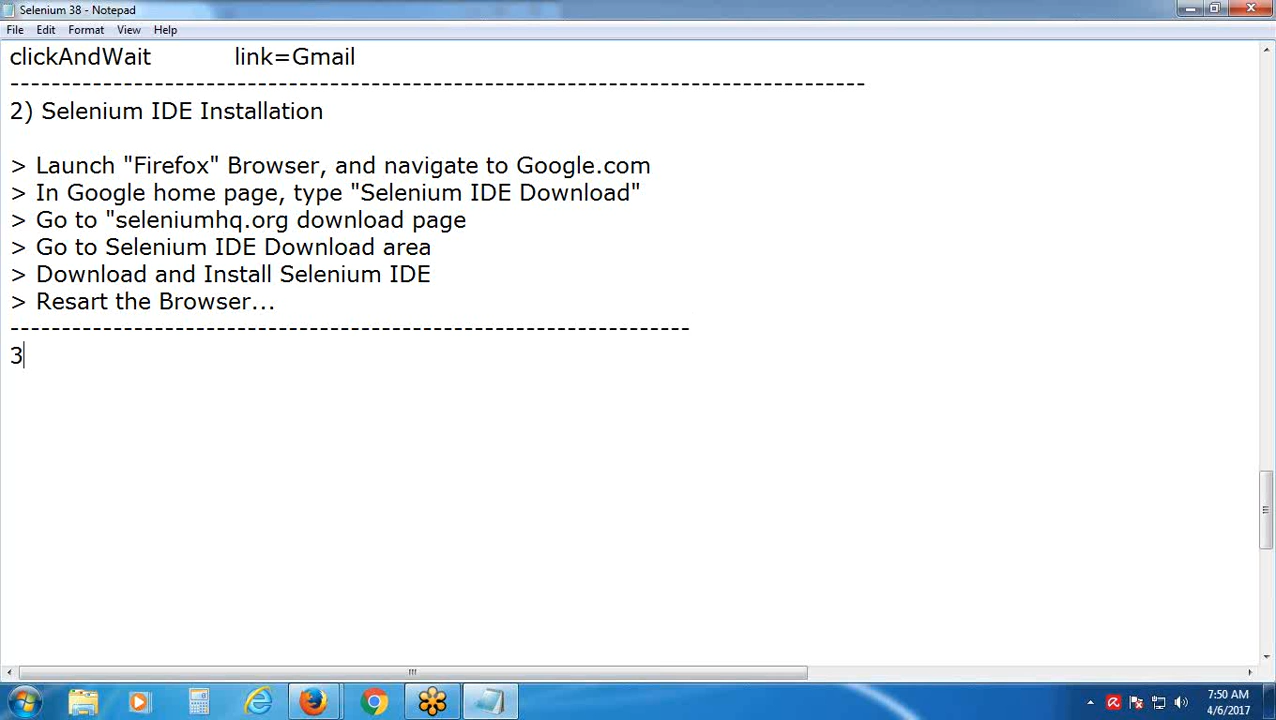 Selenium 38 - Notepad
File Edit Format View Help
clickAndWait link=Gmail
-----------------------------------------------------------------------------------
2) Selenium IDE Installation
> Launch "Firefox" Browser, and navigate to Google.com
> In Google home page, type "Selenium IDE Download"
> Go to "seleniumhq.org download page
> Go to Selenium IDE Download area
> Download and Install Selenium IDE
> Resart the Browser...
------------------------------------------------------------------
3
7:50 AM
4/6/2017